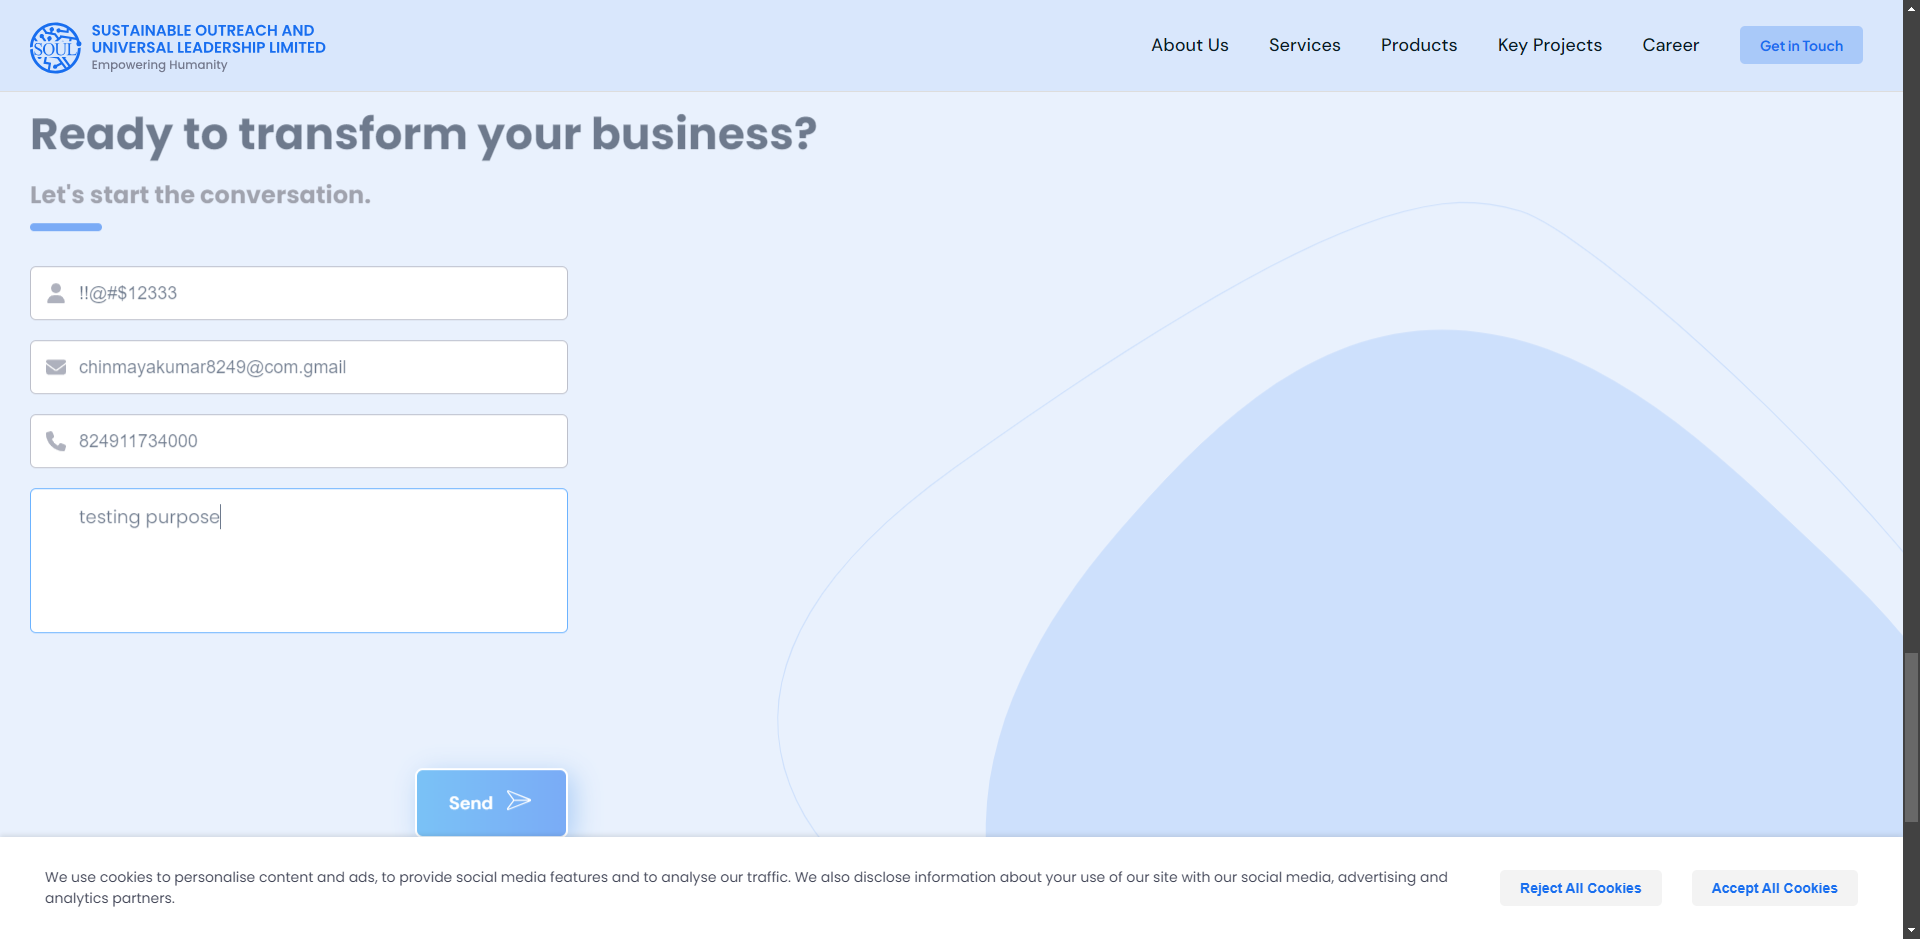 SUSTAINABLE OUTREACH AND
UNIVERSAL LEADERSHIP LIMITED
Empowering Humanity
SOUL
About Us
Services
Products
Key Projects
Career
Get in Touch
Ready to transform your business?
Let's start the conversation.
!!@#$12333
chinmayakumar8249@com.gmail
824911734000
testing purpose
Send
We use cookies to personalise content and ads, to provide social media features and to analyse our traffic. We also disclose information about your use of our site with our social media, advertising and
analytics partners.
Reject All Cookies
Accept All Cookies